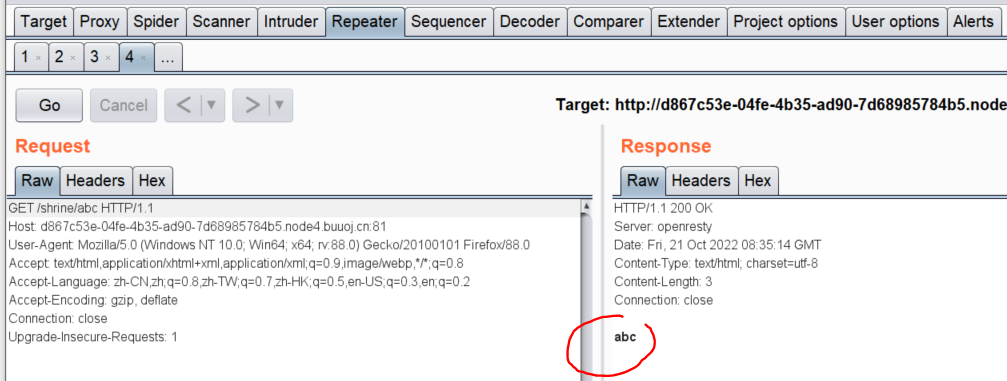 Target Proxy Spider Scanner Intruder Repeater Sequencer Decoder Comparer Extender Project options User options Alerts
1 × 2 × 3 × 4 × ...
Go Cancel < ▼ > ▼ Target: http://d867c53e-04fe-4b35-ad90-7d68985784b5.node
Request
Raw Headers Hex
GET /shrine/abc HTTP/1.1
Host: d867c53e-04fe-4b35-ad90-7d68985784b5.node4.buuoj.cn:81
User-Agent: Mozilla/5.0 (Windows NT 10.0; Win64; x64; rv:88.0) Gecko/20100101 Firefox/88.0
Accept: text/html,application/xhtml+xml,application/xml;q=0.9,image/webp,*/*;q=0.8
Accept-Language: zh-CN,zh;q=0.8,zh-TW;q=0.7,zh-HK;q=0.5,en-US;q=0.3,en;q=0.2
Accept-Encoding: gzip, deflate
Connection: close
Upgrade-Insecure-Requests: 1
Response
Raw Headers Hex
HTTP/1.1 200 OK
Server: openresty
Date: Fri, 21 Oct 2022 08:35:14 GMT
Content-Type: text/html; charset=utf-8
Content-Length: 3
Connection: close
abc